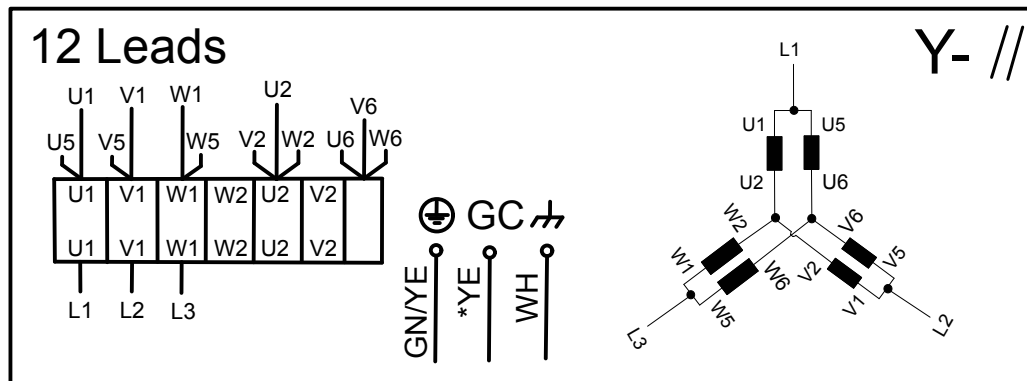 12 Leads
Y- //
U1 V1 W1 U2 V6
U5 V5 W5 V2 W2 U6 W6
U1 V1 W1 W2 U2 V2
U1 V1 W1 W2 U2 V2
L1 L2 L3
GC
GN/YE *YE WH
L1
U1 U5
U2 U6
W2 V6
W1 W6 V2 V5
W5 V1
L3 L2